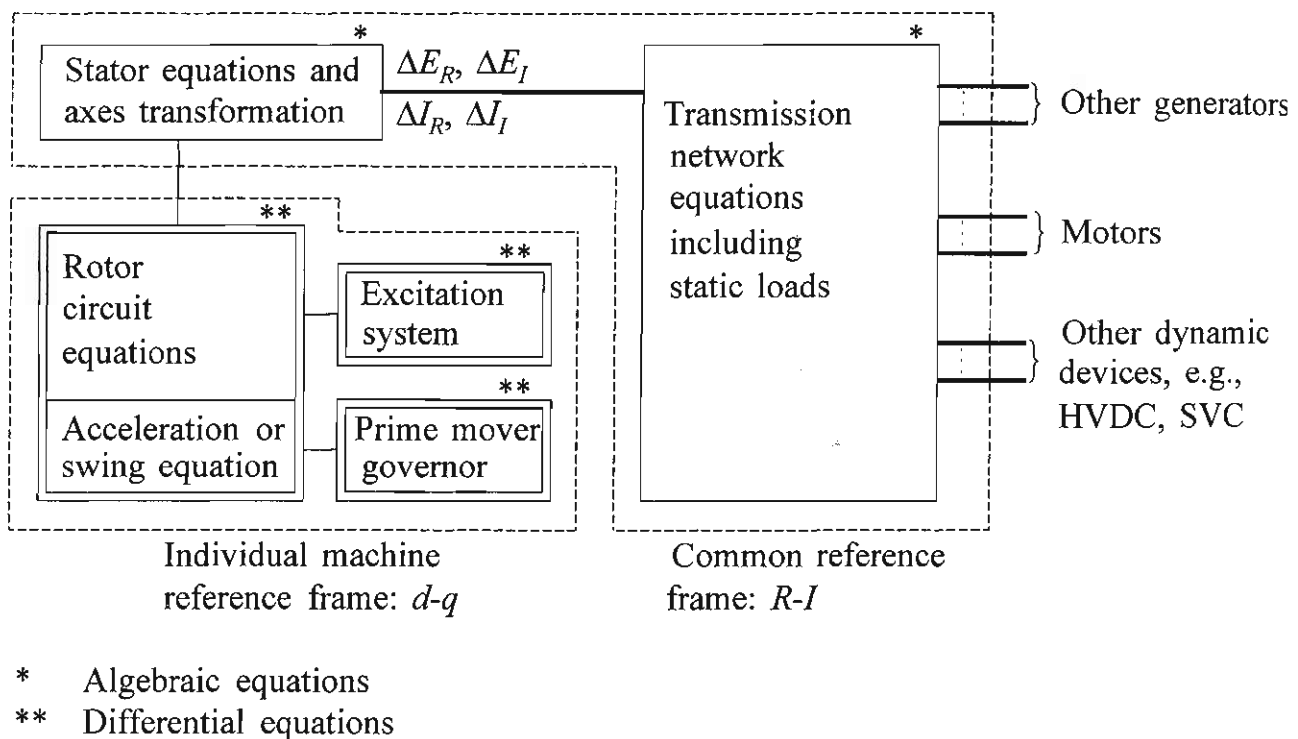 *
Stator equations and
axes transformation
ΔE_R, ΔE_I
ΔI_R, ΔI_I
*
Transmission
network
equations
including
static loads
Other generators
Motors
Other dynamic
devices, e.g.,
HVDC, SVC
**
Rotor
circuit
equations
Acceleration or
swing equation
**
Excitation
system
**
Prime mover
governor
Individual machine
reference frame: d-q
Common reference
frame: R-I
* Algebraic equations
** Differential equations